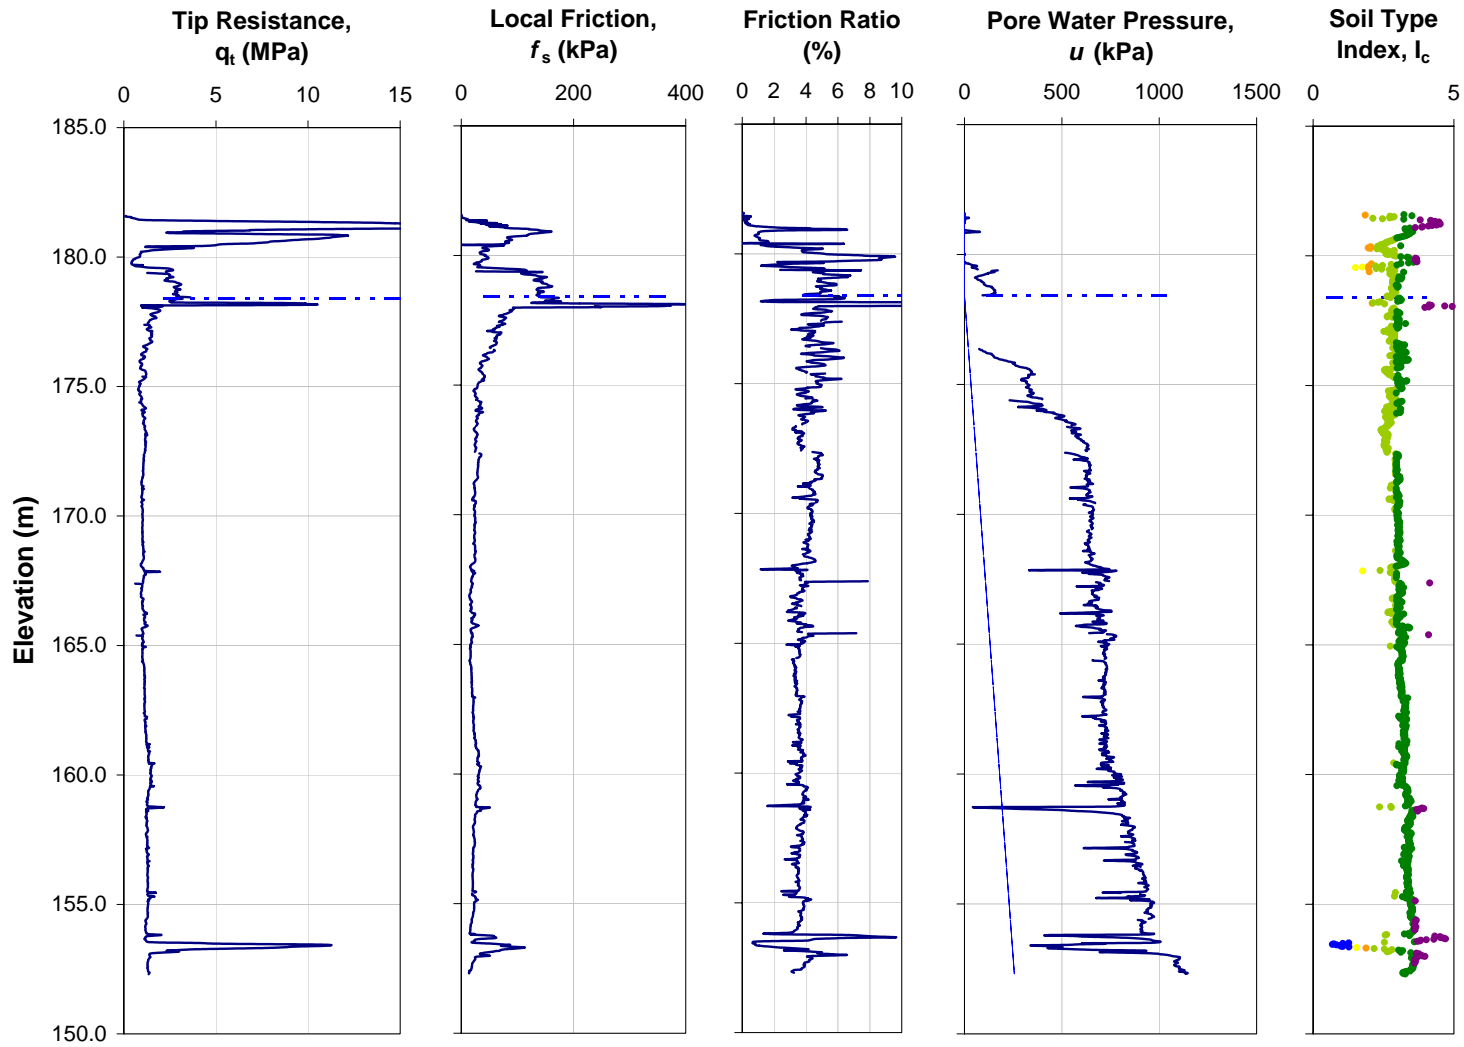 Tip Resistance, Local Friction, Friction Ratio Pore Water Pressure, Soil Type
qt (MPa) fs (kPa) (%) u (kPa) Index, Ic
0 5 10 15 0 200 400 0 2 4 6 8 10 0 500 1000 1500 0 5
185.0
180.0
175.0
170.0
165.0
160.0
155.0
150.0
Elevation (m)